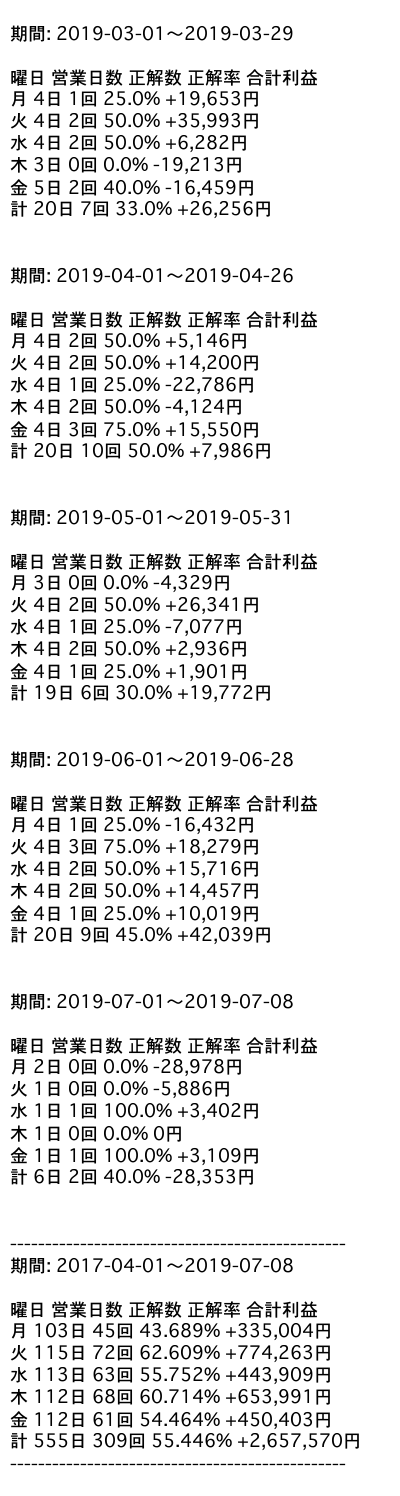 期間: 2019-03-01〜2019-03-29
曜日 営業日数 正解数 正解率 合計利益
月 4日 1回 25.0% +19,653円
火 4日 2回 50.0% +35,993円
水 4日 2回 50.0% +6,282円
木 3日 0回 0.0% -19,213円
金 5日 2回 40.0% -16,459円
計 20日 7回 33.0% +26,256円
期間: 2019-04-01〜2019-04-26
曜日 営業日数 正解数 正解率 合計利益
月 4日 2回 50.0% +5,146円
火 4日 2回 50.0% +14,200円
水 4日 1回 25.0% -22,786円
木 4日 2回 50.0% -4,124円
金 4日 3回 75.0% +15,550円
計 20日 10回 50.0% +7,986円
期間: 2019-05-01〜2019-05-31
曜日 営業日数 正解数 正解率 合計利益
月 3日 0回 0.0% -4,329円
火 4日 2回 50.0% +26,341円
水 4日 1回 25.0% -7,077円
木 4日 2回 50.0% +2,936円
金 4日 1回 25.0% +1,901円
計 19日 6回 30.0% +19,772円
期間: 2019-06-01〜2019-06-28
曜日 営業日数 正解数 正解率 合計利益
月 4日 1回 25.0% -16,432円
火 4日 3回 75.0% +18,279円
水 4日 2回 50.0% +15,716円
木 4日 2回 50.0% +14,457円
金 4日 1回 25.0% +10,019円
計 20日 9回 45.0% +42,039円
期間: 2019-07-01〜2019-07-08
曜日 営業日数 正解数 正解率 合計利益
月 2日 0回 0.0% -28,978円
火 1日 0回 0.0% -5,886円
水 1日 1回 100.0% +3,402円
木 1日 0回 0.0% 0円
金 1日 1回 100.0% +3,109円
計 6日 2回 40.0% -28,353円
------------------------------------------------
期間: 2017-04-01〜2019-07-08
曜日 営業日数 正解数 正解率 合計利益
月 103日 45回 43.689% +335,004円
火 115日 72回 62.609% +774,263円
水 113日 63回 55.752% +443,909円
木 112日 68回 60.714% +653,991円
金 112日 61回 54.464% +450,403円
計 555日 309回 55.446% +2,657,570円
------------------------------------------------